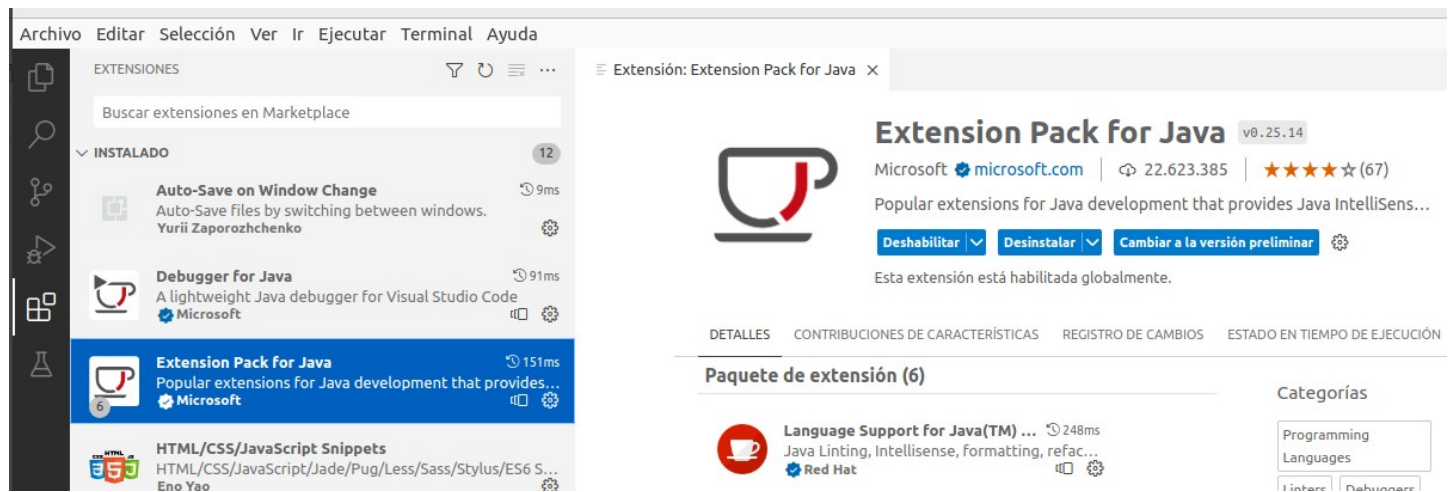 Archivo Editar Selección Ver Ir Ejecutar Terminal Ayuda
EXTENSIONES
Buscar extensiones en Marketplace
INSTALADO 12
Auto-Save on Window Change 9ms
Auto-Save files by switching between windows.
Yurii Zaporozhchenko
Debugger for Java 91ms
A lightweight Java debugger for Visual Studio Code
Microsoft
Extension Pack for Java 151ms
Popular extensions for Java development that provides...
Microsoft
6
HTML/CSS/JavaScript Snippets
HTML/CSS/JavaScript/Jade/Pug/Less/Sass/Stylus/ES6 S...
Eno Yao
Extensión: Extension Pack for Java
Extension Pack for Java v0.25.14
Microsoft microsoft.com 22.623.385 (67)
Popular extensions for Java development that provides Java IntelliSens...
Deshabilitar Desinstalar Cambiar a la versión preliminar
Esta extensión está habilitada globalmente.
DETALLES CONTRIBUCIONES DE CARACTERÍSTICAS REGISTRO DE CAMBIOS ESTADO EN TIEMPO DE EJECUCIÓN
Paquete de extensión (6)
Language Support for Java(TM) ... 248ms
Java Linting, Intellisense, formatting, refac...
Red Hat
Categorías
Programming
Languages
Linters Debuggers